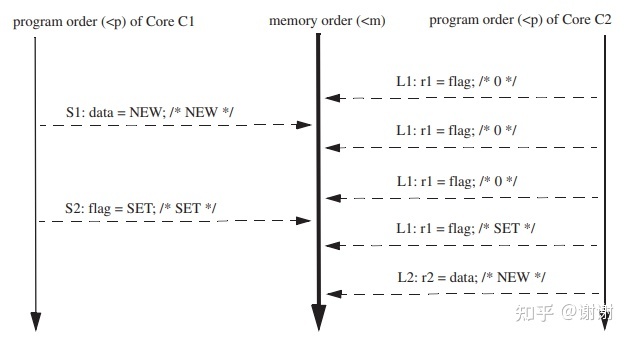 program order (<p) of Core C1
memory order (<m)
program order (<p) of Core C2
L1: r1 = flag; /* 0 */
S1: data = NEW; /* NEW */
L1: r1 = flag; /* 0 */
L1: r1 = flag; /* 0 */
S2: flag = SET; /* SET */
L1: r1 = flag; /* SET */
L2: r2 = data; /* NEW */
知乎 @谢谢